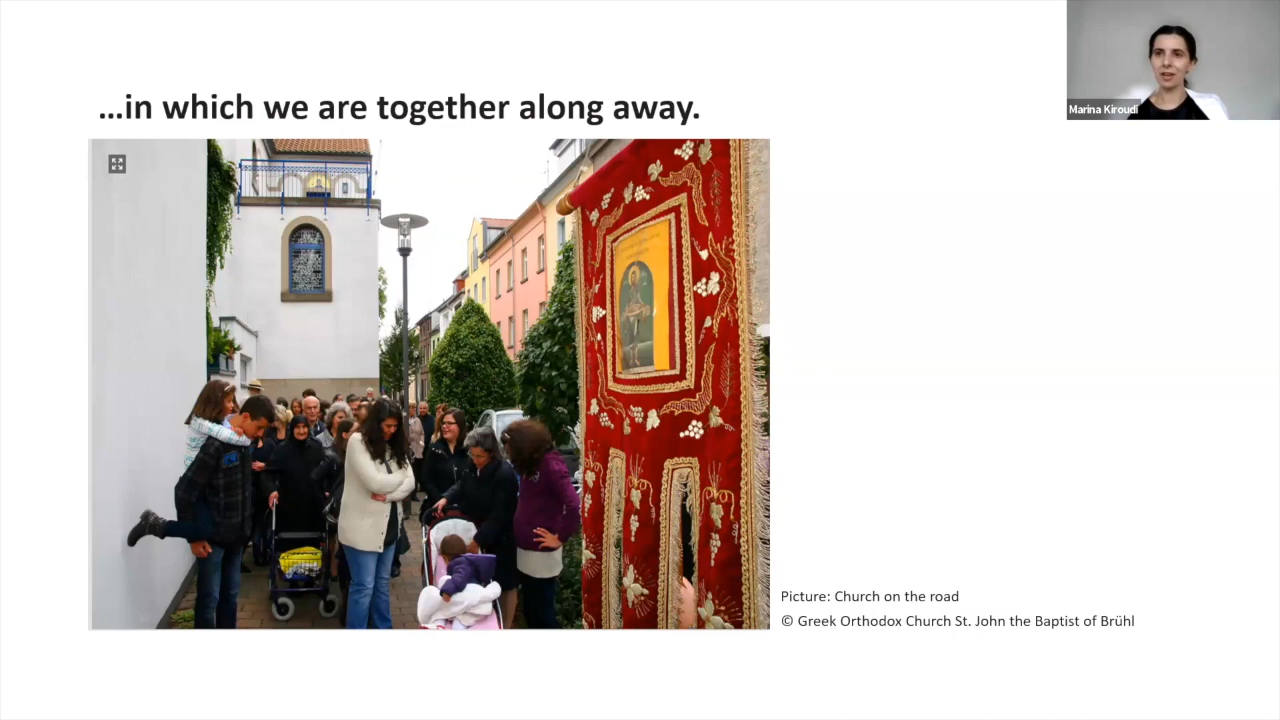 ...in which we are together along away.
Marina Kiroudi
Picture: Church on the road
© Greek Orthodox Church St. John the Baptist of Brühl